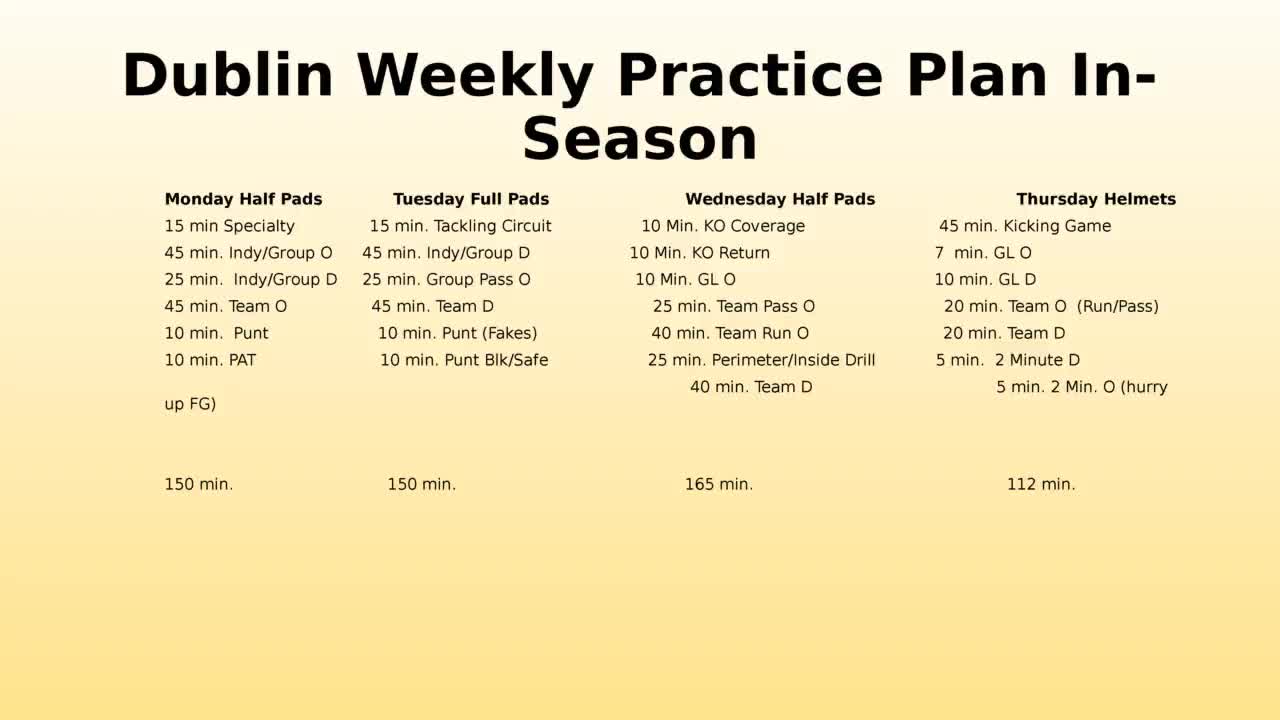 Dublin Weekly Practice Plan In-
Season
Monday Half Pads Tuesday Full Pads Wednesday Half Pads Thursday Helmets
15 min Specialty 15 min. Tackling Circuit 10 Min. KO Coverage 45 min. Kicking Game
45 min. Indy/Group O 45 min. Indy/Group D 10 Min. KO Return 7 min. GL O
25 min. Indy/Group D 25 min. Group Pass O 10 Min. GL O 10 min. GL D
45 min. Team O 45 min. Team D 25 min. Team Pass O 20 min. Team O (Run/Pass)
10 min. Punt 10 min. Punt (Fakes) 40 min. Team Run O 20 min. Team D
10 min. PAT 10 min. Punt Blk/Safe 25 min. Perimeter/Inside Drill 5 min. 2 Minute D
40 min. Team D 5 min. 2 Min. O (hurry
up FG)
150 min. 150 min. 165 min. 112 min.